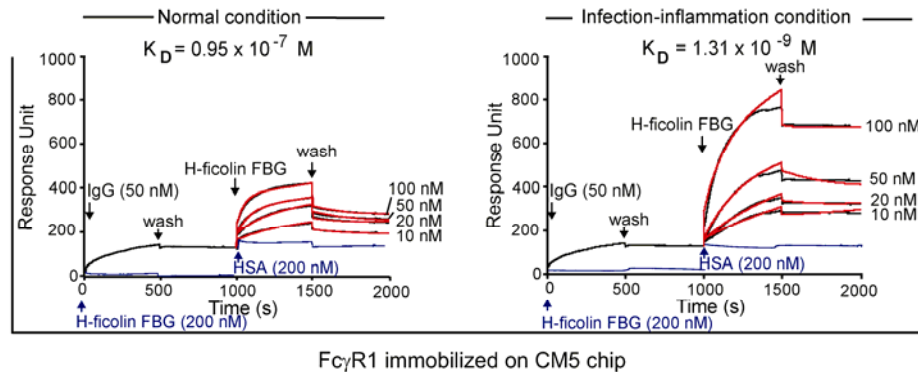 Normal condition
K D = 0.95 x 10 -7 M
1000
800
600
400
200
0
Response Unit
IgG (50 nM)
wash
H-ficolin FBG
wash
100 nM
50 nM
20 nM
10 nM
HSA (200 nM)
0
500
1000
1500
2000
Time (s)
H-ficolin FBG (200 nM)
Infection-inflammation condition
K D = 1.31 x 10 -9 M
1000
800
600
400
200
0
Response Unit
IgG (50 nM)
wash
H-ficolin FBG
wash
100 nM
50 nM
20 nM
10 nM
HSA (200 nM)
0
500
1000
1500
2000
Time (s)
H-ficolin FBG (200 nM)
FcγR1 immobilized on CM5 chip